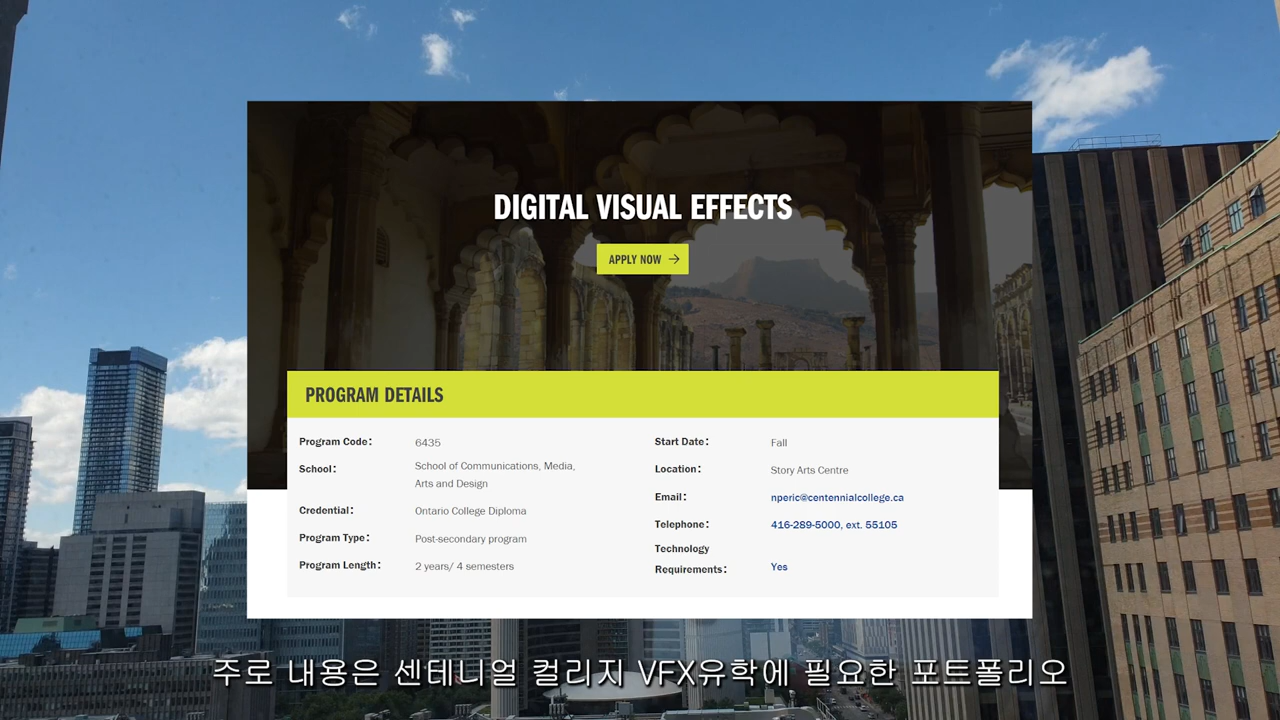 DIGITAL VISUAL EFFECTS
APPLY NOW →
PROGRAM DETAILS
Program Code: 6435
School: School of Communications, Media,
Arts and Design
Credential: Ontario College Diploma
Program Type: Post-secondary program
Program Length: 2 years/ 4 semesters
Start Date: Fall
Location: Story Arts Centre
Email: nperic@centennialcollege.ca
Telephone: 416-289-5000, ext. 55105
Technology
Requirements: Yes
주로 내용은 센테니얼 컬리지 VFX유학에 필요한 포트폴리오